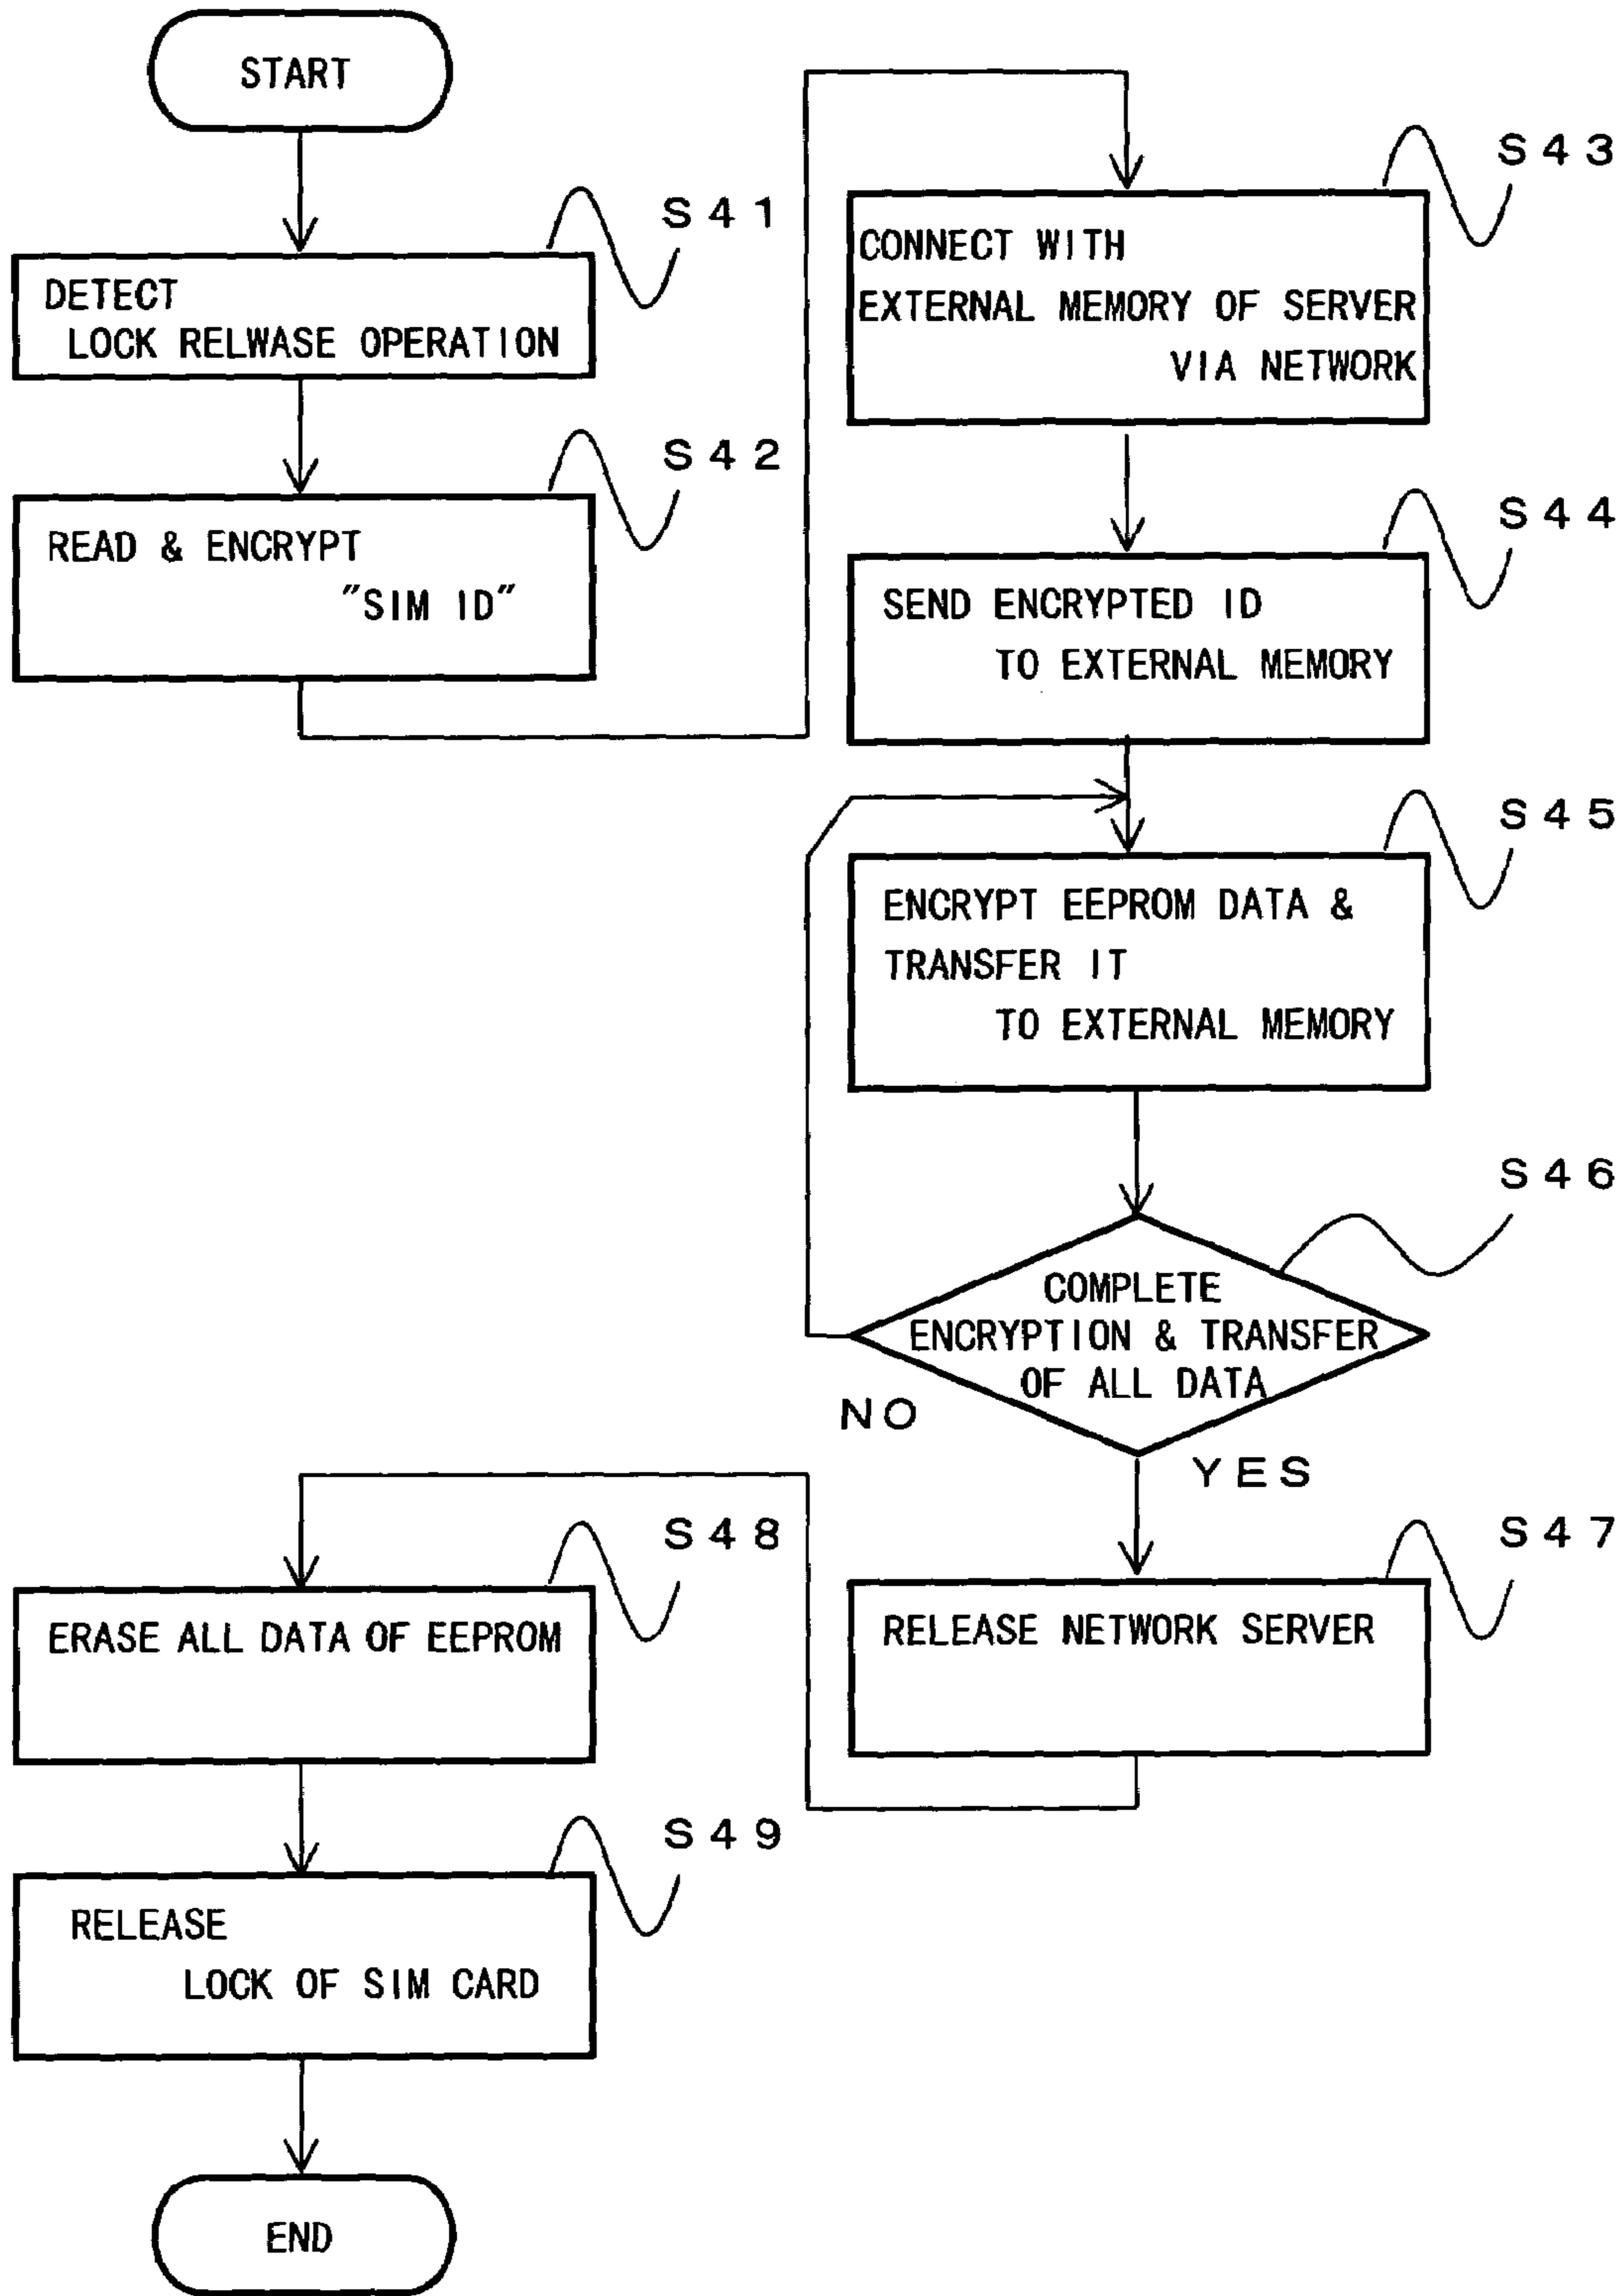 START
S41
DETECT
LOCK RELWASE OPERATION
S42
READ & ENCRYPT
"SIM ID"
S43
CONNECT WITH
EXTERNAL MEMORY OF SERVER
VIA NETWORK
S44
SEND ENCRYPTED ID
TO EXTERNAL MEMORY
S45
ENCRYPT EEPROM DATA &
TRANSFER IT
TO EXTERNAL MEMORY
S46
COMPLETE
ENCRYPTION & TRANSFER
OF ALL DATA
NO
YES
S47
RELEASE NETWORK SERVER
S48
ERASE ALL DATA OF EEPROM
S49
RELEASE
LOCK OF SIM CARD
END